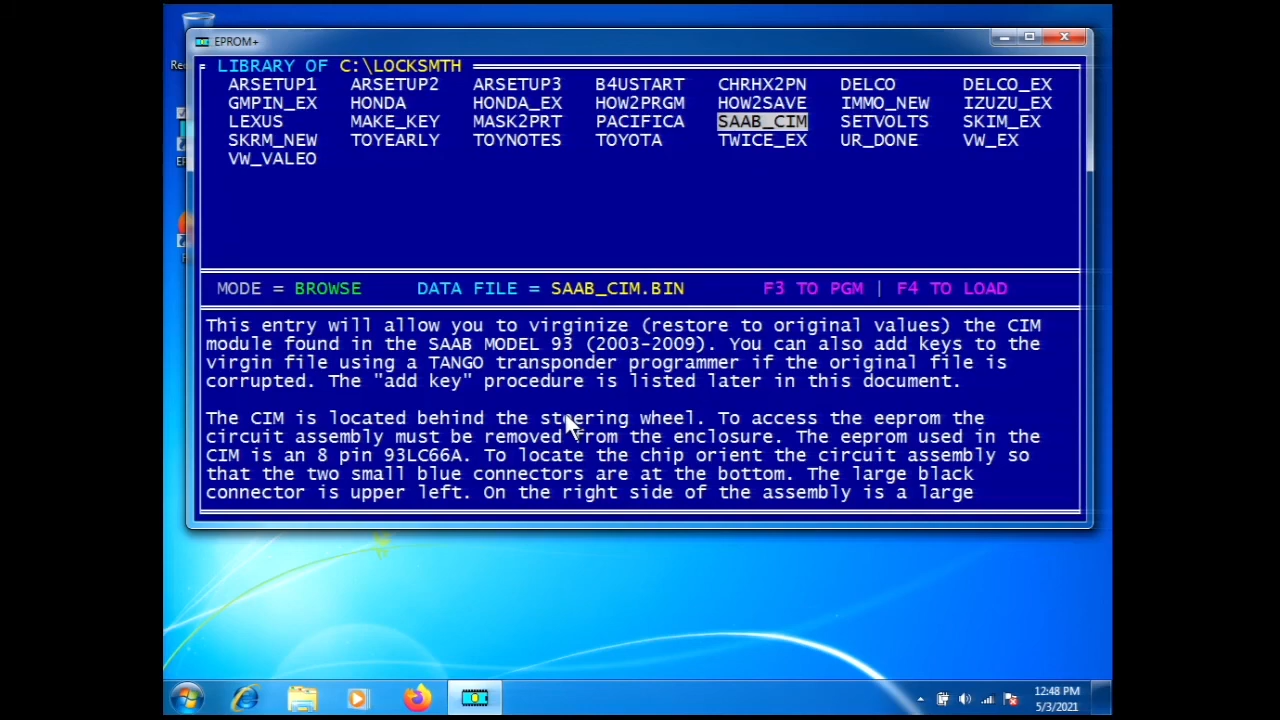 EPROM+
LIBRARY OF C:\LOCKSMTH
ARSETUP1 ARSETUP2 ARSETUP3 B4USTART CHRHX2PN DELCO DELCO_EX
GMPIN_EX HONDA HONDA_EX HOW2PRGM HOW2SAVE IMMO_NEW IZUZU_EX
LEXUS MAKE_KEY MASK2PRT PACIFICA SAAB_CIM SETVOLTS SKIM_EX
SKRM_NEW TOYEARLY TOYNOTES TOYOTA TWICE_EX UR_DONE VW_EX
VW_VALEO
MODE = BROWSE DATA FILE = SAAB_CIM.BIN F3 TO PGM | F4 TO LOAD
This entry will allow you to virginize (restore to original values) the CIM
module found in the SAAB MODEL 93 (2003-2009). You can also add keys to the
virgin file using a TANGO transponder programmer if the original file is
corrupted. The "add key" procedure is listed later in this document.
The CIM is located behind the steering wheel. To access the eeprom the
circuit assembly must be removed from the enclosure. The eeprom used in the
CIM is an 8 pin 93LC66A. To locate the chip orient the circuit assembly so
that the two small blue connectors are at the bottom. The large black
connector is upper left. On the right side of the assembly is a large
12:48 PM
5/3/2021